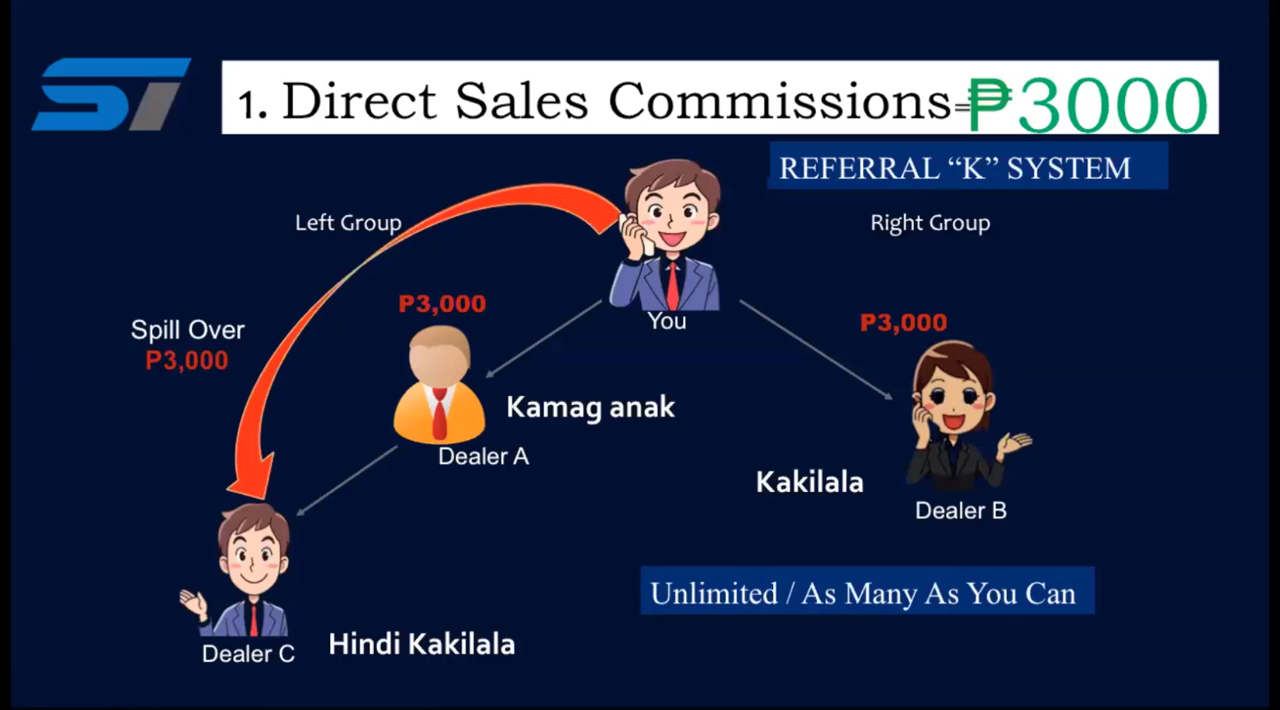 ST
1. Direct Sales Commissions=₱3000
REFERRAL “K” SYSTEM
Left Group
Right Group
You
Spill Over
P3,000
P3,000
P3,000
Kamag anak
Dealer A
Kakilala
Dealer B
Unlimited / As Many As You Can
Dealer C
Hindi Kakilala